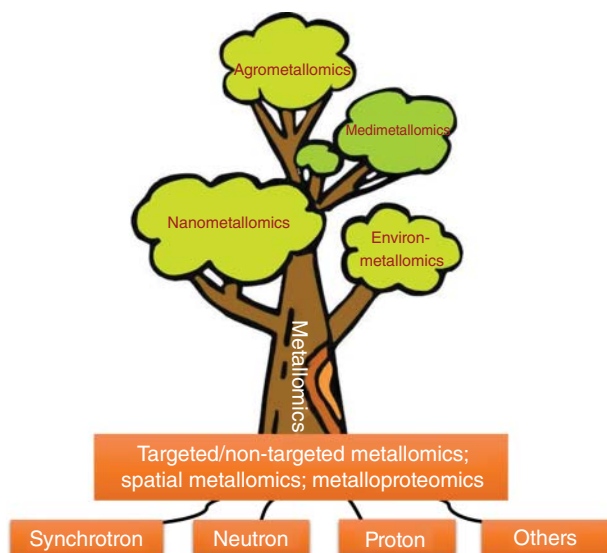 Agrometallomics
Medimetallomics
Nanometallomics
Environ-
metallomics
Metallomics
Targeted/non-targeted metallomics;
spatial metallomics; metalloproteomics
Synchrotron
Neutron
Proton
Others